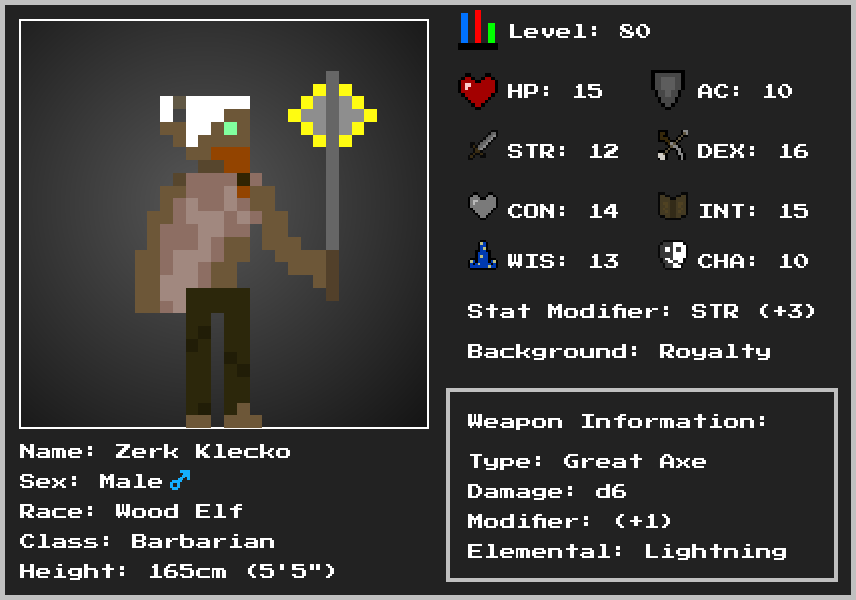 Level: 80
HP: 15 AC: 10
STR: 12 DEX: 16
CON: 14 INT: 15
WIS: 13 CHA: 10
Stat Modifier: STR (+3)
Background: Royalty
Weapon Information:
Type: Great Axe
Damage: d6
Modifier: (+1)
Elemental: Lightning
Name: Zerk Klecko
Sex: Male♂
Race: Wood Elf
Class: Barbarian
Height: 165cm (5'5")